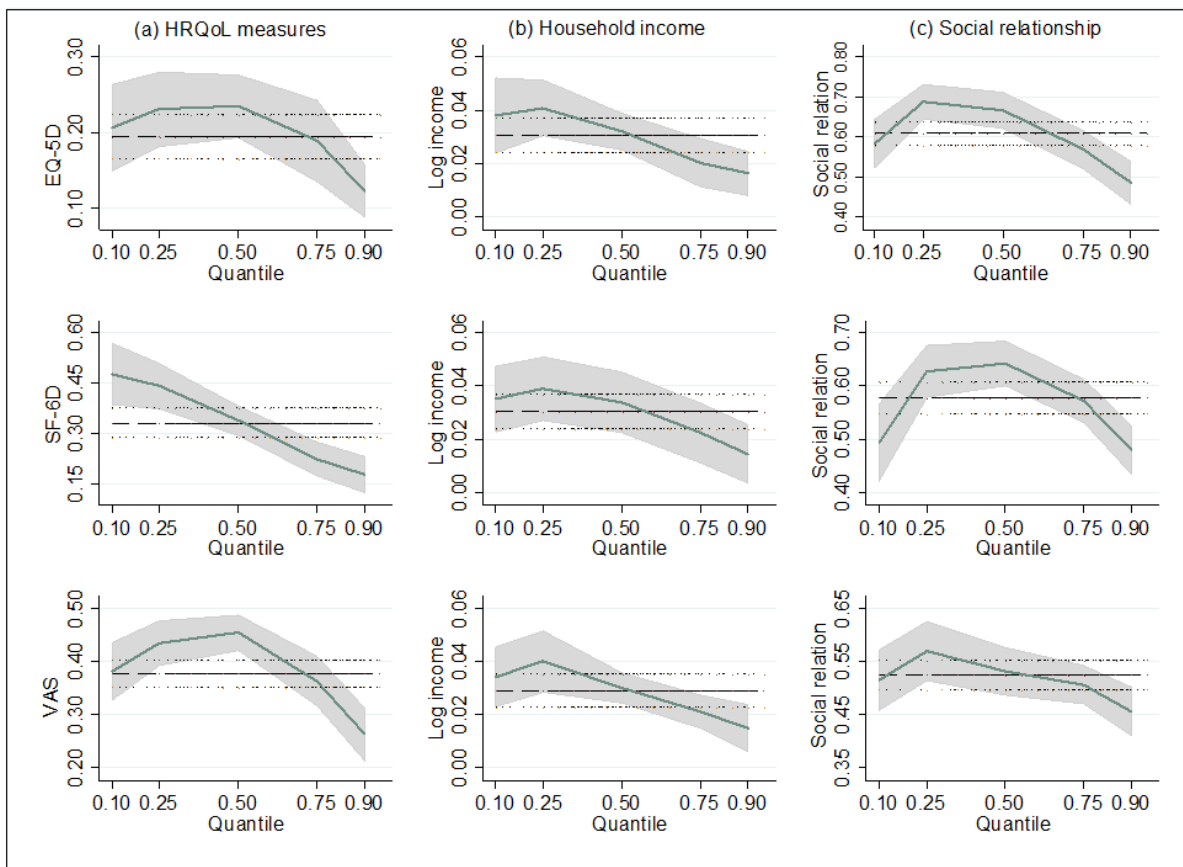 (a) HRQoL measures
(b) Household income
(c) Social relationship
EQ-5D
0.10 0.20 0.30
0.10 0.25 0.50 0.75 0.90
Quantile
Log income
0.00 0.02 0.04 0.06
0.10 0.25 0.50 0.75 0.90
Quantile
Social relation
0.40 0.50 0.60 0.70 0.80
0.10 0.25 0.50 0.75 0.90
Quantile
SF-6D
0.15 0.30 0.45 0.60
0.10 0.25 0.50 0.75 0.90
Quantile
Log income
0.00 0.02 0.04 0.06
0.10 0.25 0.50 0.75 0.90
Quantile
Social relation
0.40 0.50 0.60 0.70
0.10 0.25 0.50 0.75 0.90
Quantile
VAS
0.20 0.30 0.40 0.50
0.10 0.25 0.50 0.75 0.90
Quantile
Log income
0.00 0.02 0.04 0.06
0.10 0.25 0.50 0.75 0.90
Quantile
Social relation
0.35 0.45 0.55 0.65
0.10 0.25 0.50 0.75 0.90
Quantile